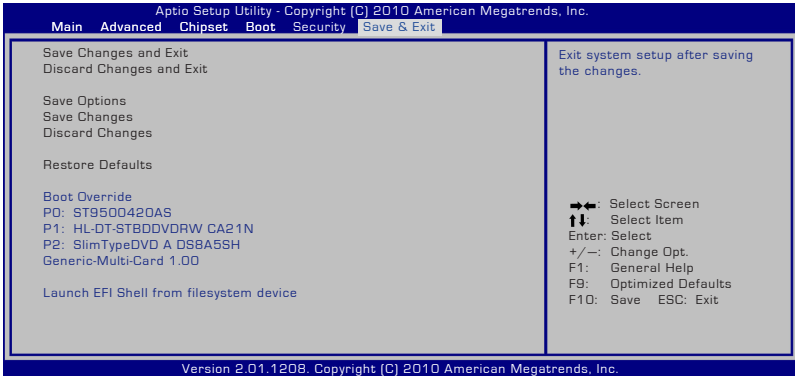 Aptio Setup Utility - Copyright (C) 2010 American Megatrends, Inc.
Main Advanced Chipset Boot Security Save & Exit
Save Changes and Exit
Discard Changes and Exit
Save Options
Save Changes
Discard Changes
Restore Defaults
Boot Override
P0: ST9500420AS
P1: HL-DT-STBDDVDRW CA21N
P2: SlimTypeDVD A DS8A5SH
Generic-Multi-Card 1.00
Launch EFI Shell from filesystem device
Exit system setup after saving
the changes.
→←: Select Screen
↑↓: Select Item
Enter: Select
+/—: Change Opt.
F1: General Help
F9: Optimized Defaults
F10: Save ESC: Exit
Version 2.01.1208. Copyright (C) 2010 American Megatrends, Inc.